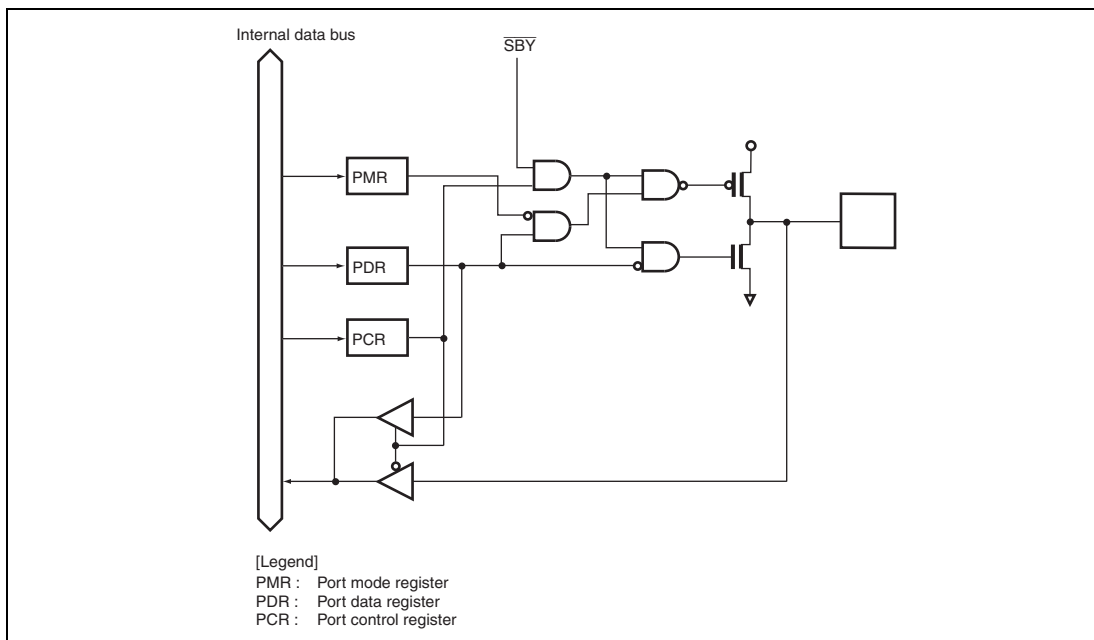 Internal data bus
SBY
PMR
PDR
PCR
[Legend]
PMR : Port mode register
PDR : Port data register
PCR : Port control register